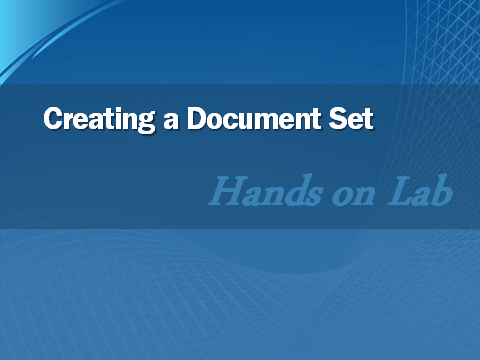 Creating a Document Set
Hands on Lab